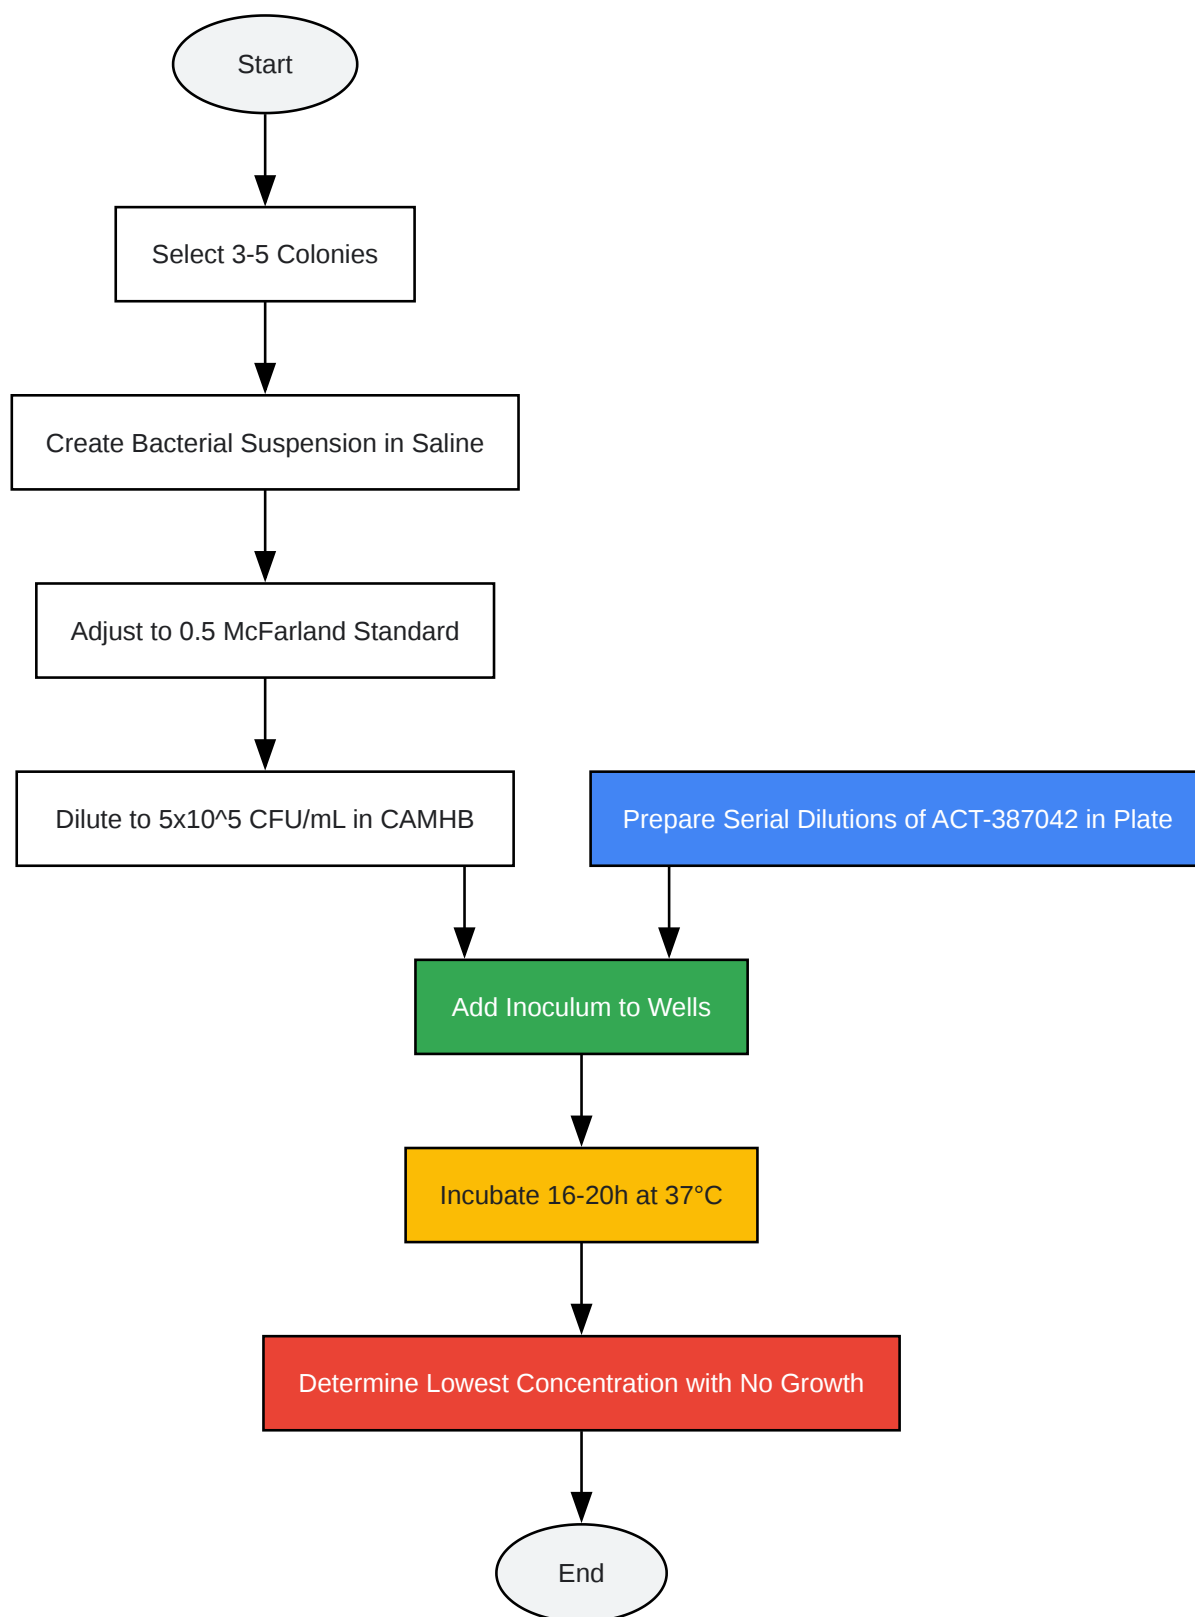 Start
Select 3-5 Colonies
Create Bacterial Suspension in Saline
Adjust to 0.5 McFarland Standard
Dilute to 5x10^5 CFU/mL in CAMHB
Prepare Serial Dilutions of ACT-387042 in Plate
Add Inoculum to Wells
Incubate 16-20h at 37°C
Determine Lowest Concentration with No Growth
End